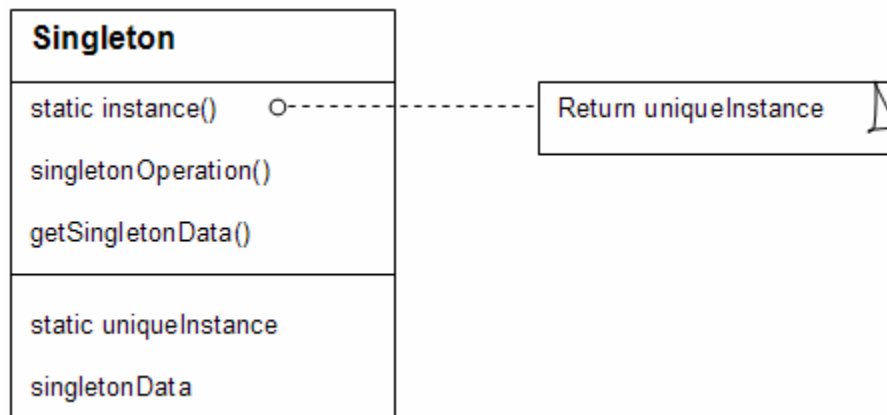 Singleton
static instance()
Return uniqueInstance
singletonOperation()
getSingletonData()
static uniqueInstance
singletonData